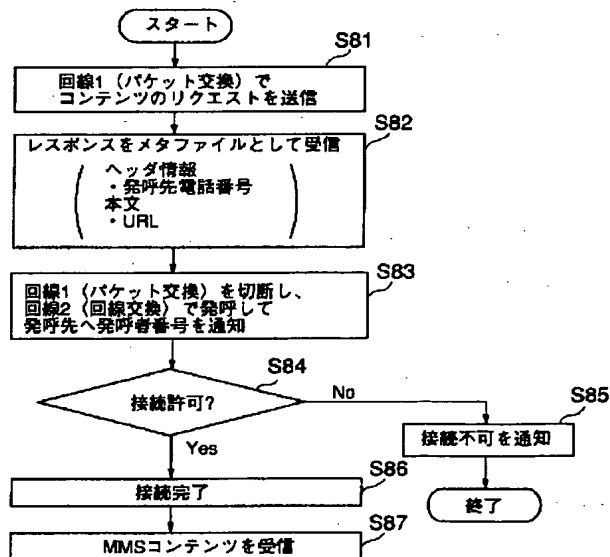 スタート
S81
回線1（パケット交換）で
コンテンツのリクエストを送信
S82
レスポンスをメタファイルとして受信
ヘッダ情報
・発呼先電話番号
本文
・URL
S83
回線1（パケット交換）を切断し、
回線2（回線交換）で発呼して
発呼先へ発呼者番号を通知
S84
接続許可?
No
S85
接続不可を通知
終了
Yes
S86
接続完了
S87
MMSコンテンツを受信